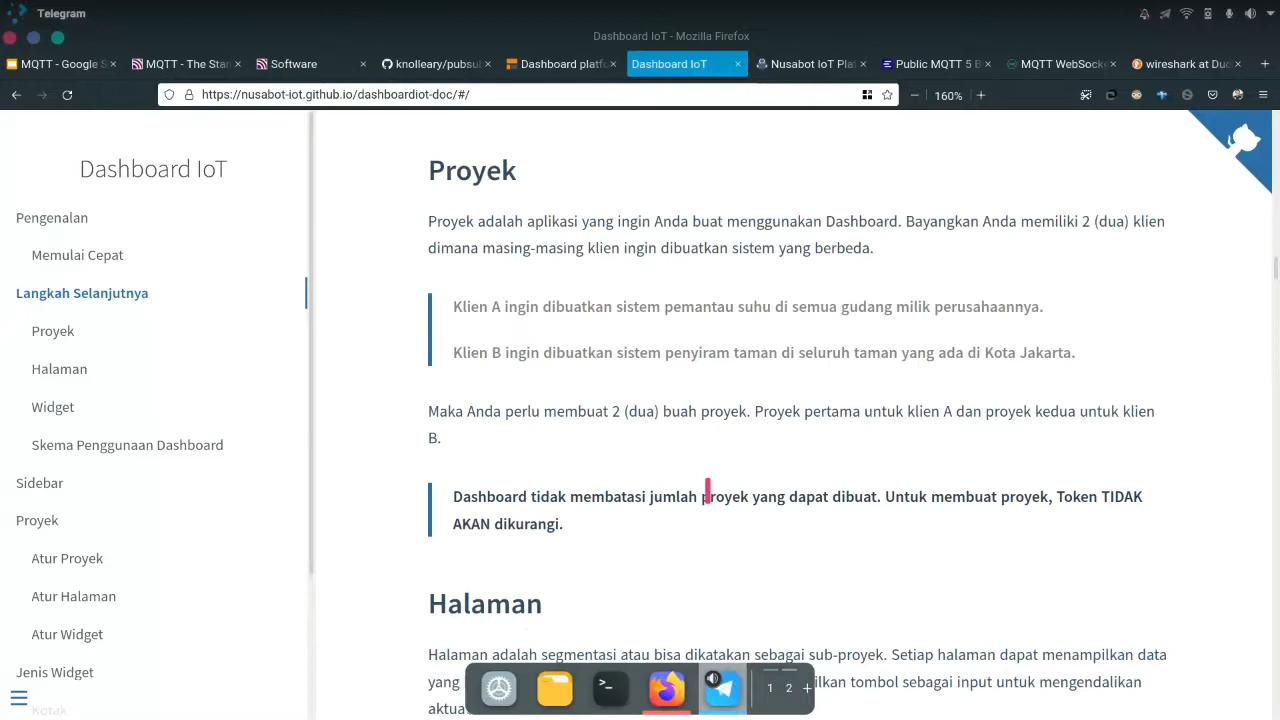 Telegram
Dashboard IoT - Mozilla Firefox
MQTT - Google S
MQTT - The Stan
Software
knolleary/pubsu
Dashboard platfo
Dashboard IoT
Nusabot IoT Plat
Public MQTT 5 B
MQTT WebSocke
wireshark at Dud
https://nusabot-iot.github.io/dashboardiot-doc/#/
160%
Dashboard IoT
Pengenalan
Memulai Cepat
Langkah Selanjutnya
Proyek
Halaman
Widget
Skema Penggunaan Dashboard
Sidebar
Proyek
Atur Proyek
Atur Halaman
Atur Widget
Jenis Widget
Kotak
Proyek
Proyek adalah aplikasi yang ingin Anda buat menggunakan Dashboard. Bayangkan Anda memiliki 2 (dua) klien
dimana masing-masing klien ingin dibuatkan sistem yang berbeda.
Klien A ingin dibuatkan sistem pemantau suhu di semua gudang milik perusahaannya.
Klien B ingin dibuatkan sistem penyiram taman di seluruh taman yang ada di Kota Jakarta.
Maka Anda perlu membuat 2 (dua) buah proyek. Proyek pertama untuk klien A dan proyek kedua untuk klien
B.
Dashboard tidak membatasi jumlah proyek yang dapat dibuat. Untuk membuat proyek, Token TIDAK
AKAN dikurangi.
Halaman
Halaman adalah segmentasi atau bisa dikatakan sebagai sub-proyek. Setiap halaman dapat menampilkan data
yang ilkan tombol sebagai input untuk mengendalikan
aktua
1 2 +